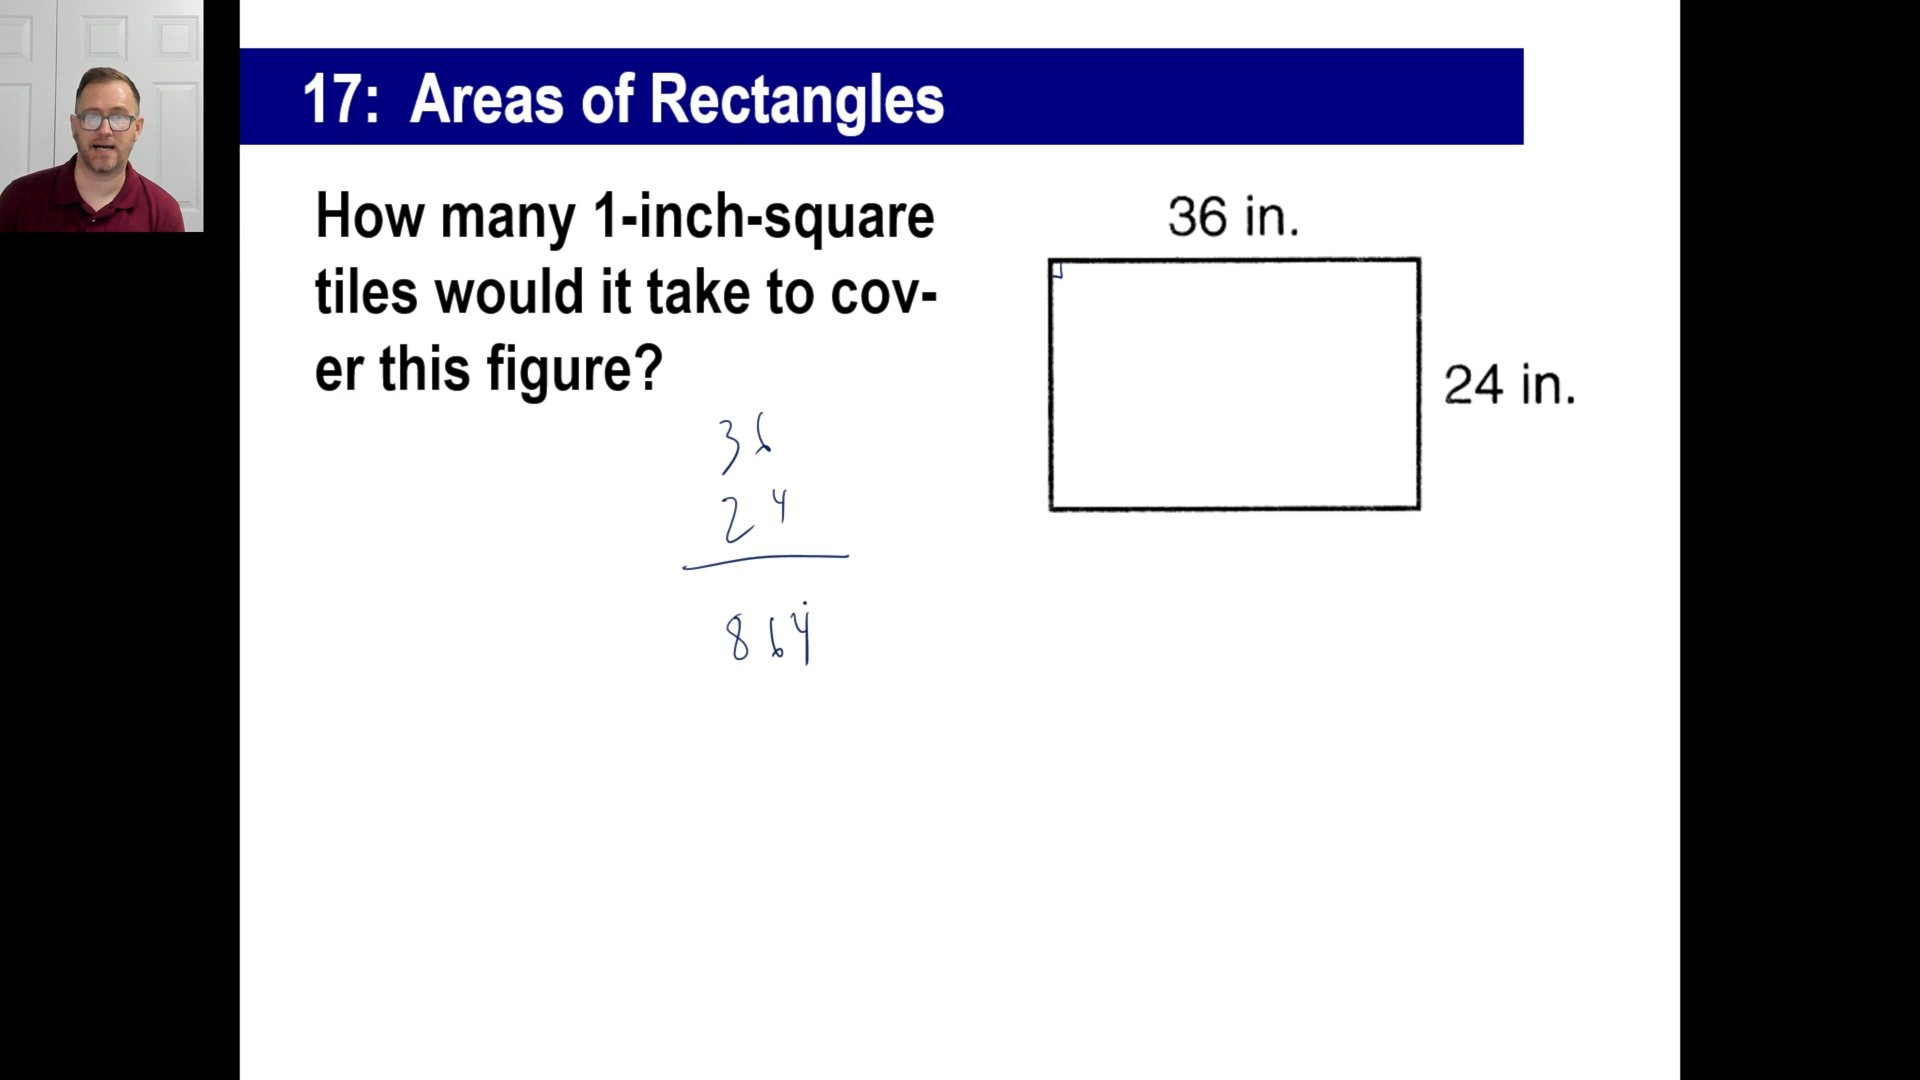 17: Areas of Rectangles
How many 1-inch-square
tiles would it take to cov-
er this figure?
36 in.
24 in.
36
24
864